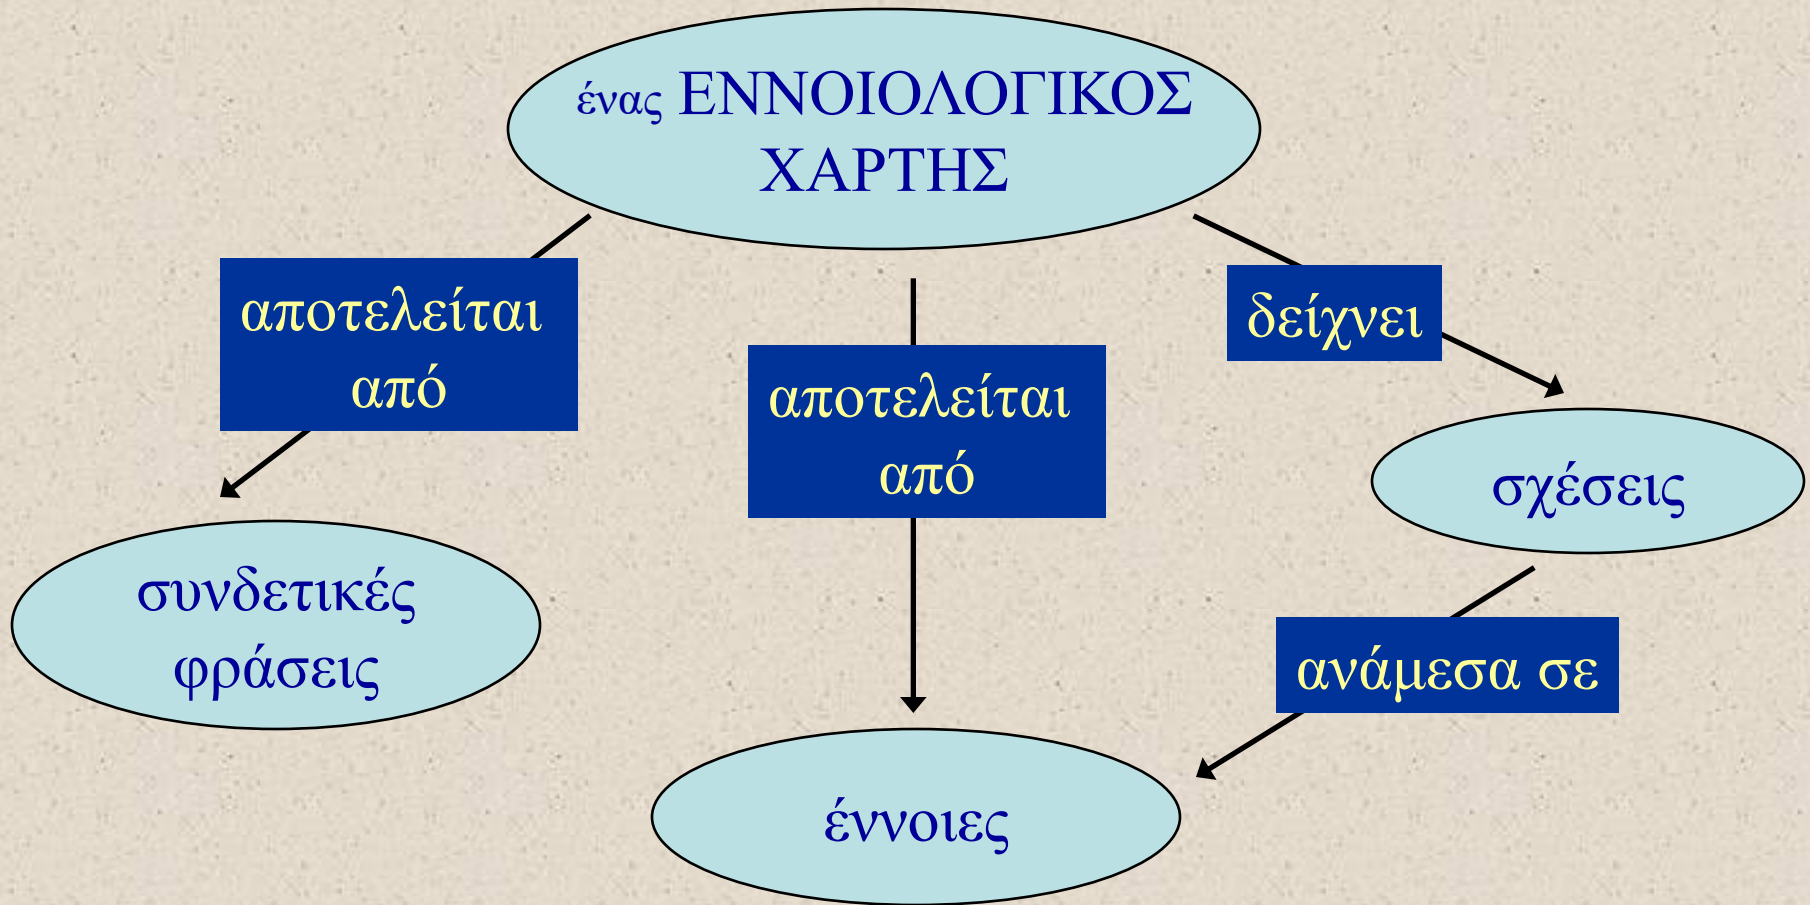 ένας ΕΝΝΟΙΟΛΟΓΙΚΟΣ
ΧΑΡΤΗΣ
αποτελείται
από
αποτελείται
από
δείχνει
συνδετικές
φράσεις
σχέσεις
ανάμεσα σε
έννοιες